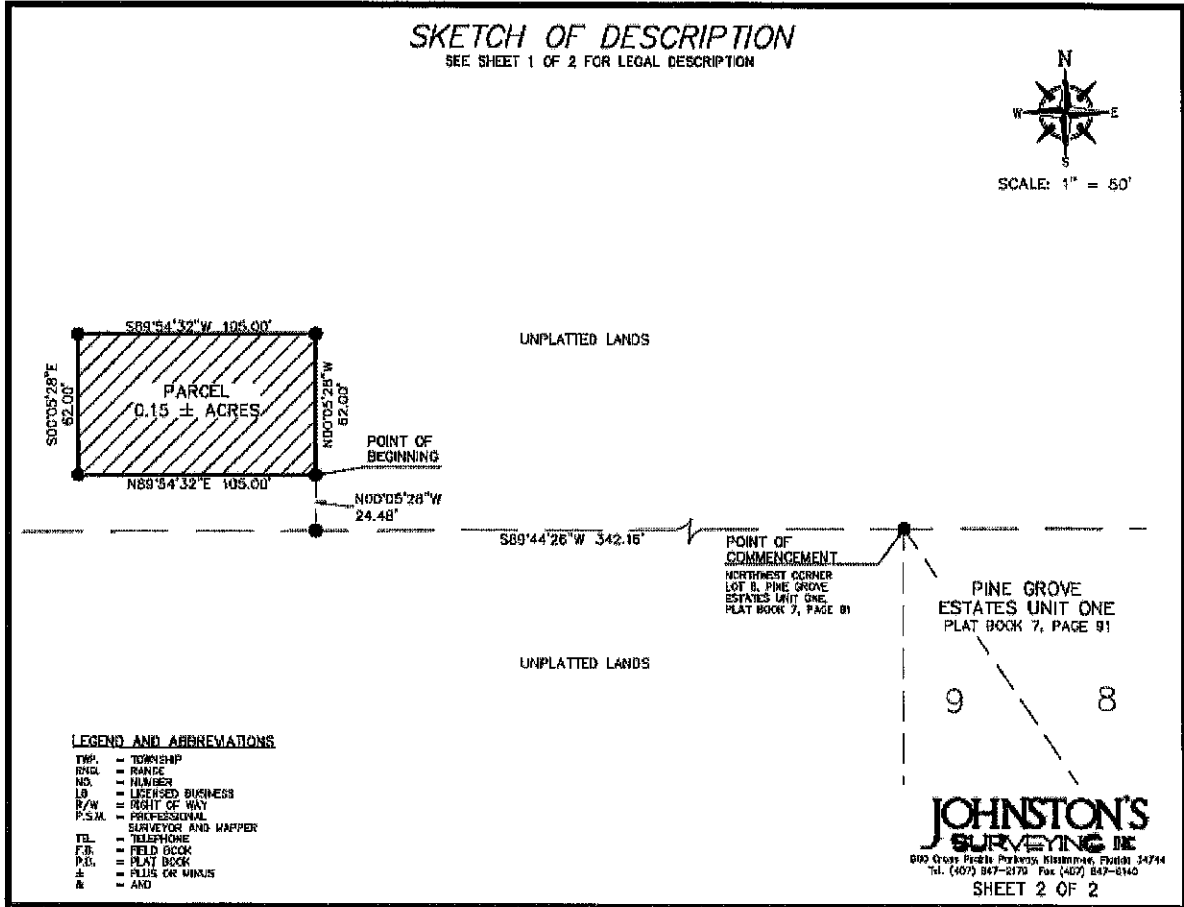 SKETCH OF DESCRIPTION
SEE SHEET 1 OF 2 FOR LEGAL DESCRIPTION
N
W E
S
SCALE: 1" = 50'
S89°54'32"W 105.00'
UNPLATTED LANDS
S00°05'28"E
62.00'
PARCEL
0.15 ± ACRES
N00°05'28"W
62.00'
POINT OF
BEGINNING
N89°54'32"E 105.00'
N00°05'28"W
24.48'
S89°44'26"W 342.16'
POINT OF
COMMENCEMENT
NORTHWEST CORNER
LOT 8, PINE GROVE
ESTATES UNIT ONE,
PLAT BOOK 7, PAGE 91
PINE GROVE
ESTATES UNIT ONE
PLAT BOOK 7, PAGE 91
UNPLATTED LANDS
9 8
LEGEND AND ABBREVIATIONS
TWP. = TOWNSHIP
RNG. = RANGE
NO. = NUMBER
LB = LICENSED BUSINESS
R/W = RIGHT OF WAY
P.S.M. = PROFESSIONAL
SURVEYOR AND MAPPER
TEL. = TELEPHONE
F.B. = FIELD BOOK
P.B. = PLAT BOOK
± = PLUS OR MINUS
& = AND
JOHNSTON'S
SURVEYING INC
900 Cross Prairie Parkway, Kissimmee, Florida 34744
Tel. (407) 847-2179 Fax (407) 847-6140
SHEET 2 OF 2